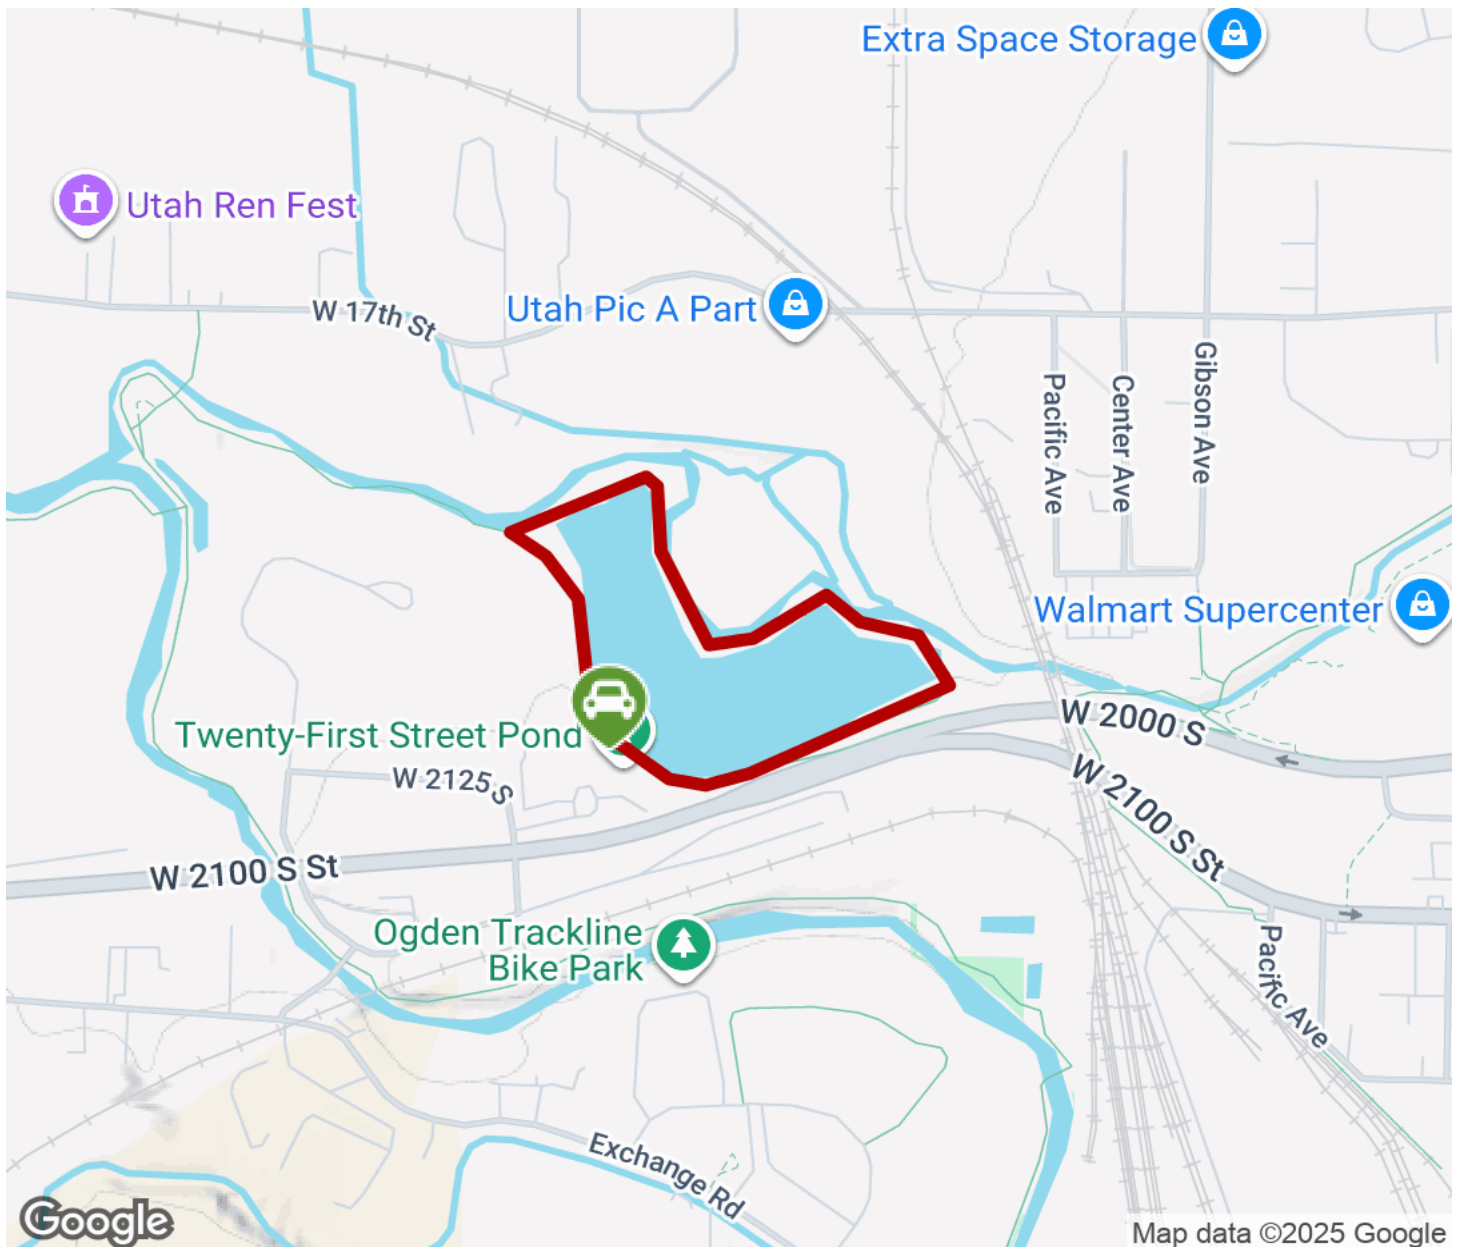 Extra Space Storage
Utah Ren Fest
W 17th St
Utah Pic A Part
Pacific Ave
Center Ave
Gibson Ave
Walmart Supercenter
W 2000 S
Twenty-First Street Pond
W 2125 S
W 2100 S St
W 2100 S St
Ogden Trackline
Bike Park
Pacific Ave
Exchange Rd
Google
Map data ©2025 Google